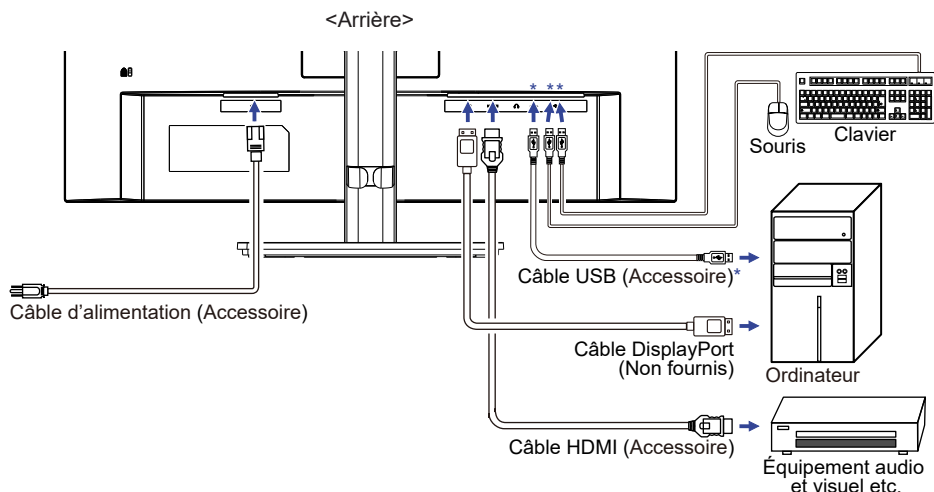 <Arrière>
* **
Souris
Clavier
Câble USB (Accessoire)*
Câble d'alimentation (Accessoire)
Câble DisplayPort
(Non fournis)
Ordinateur
Câble HDMI (Accessoire)
Équipement audio
et visuel etc.